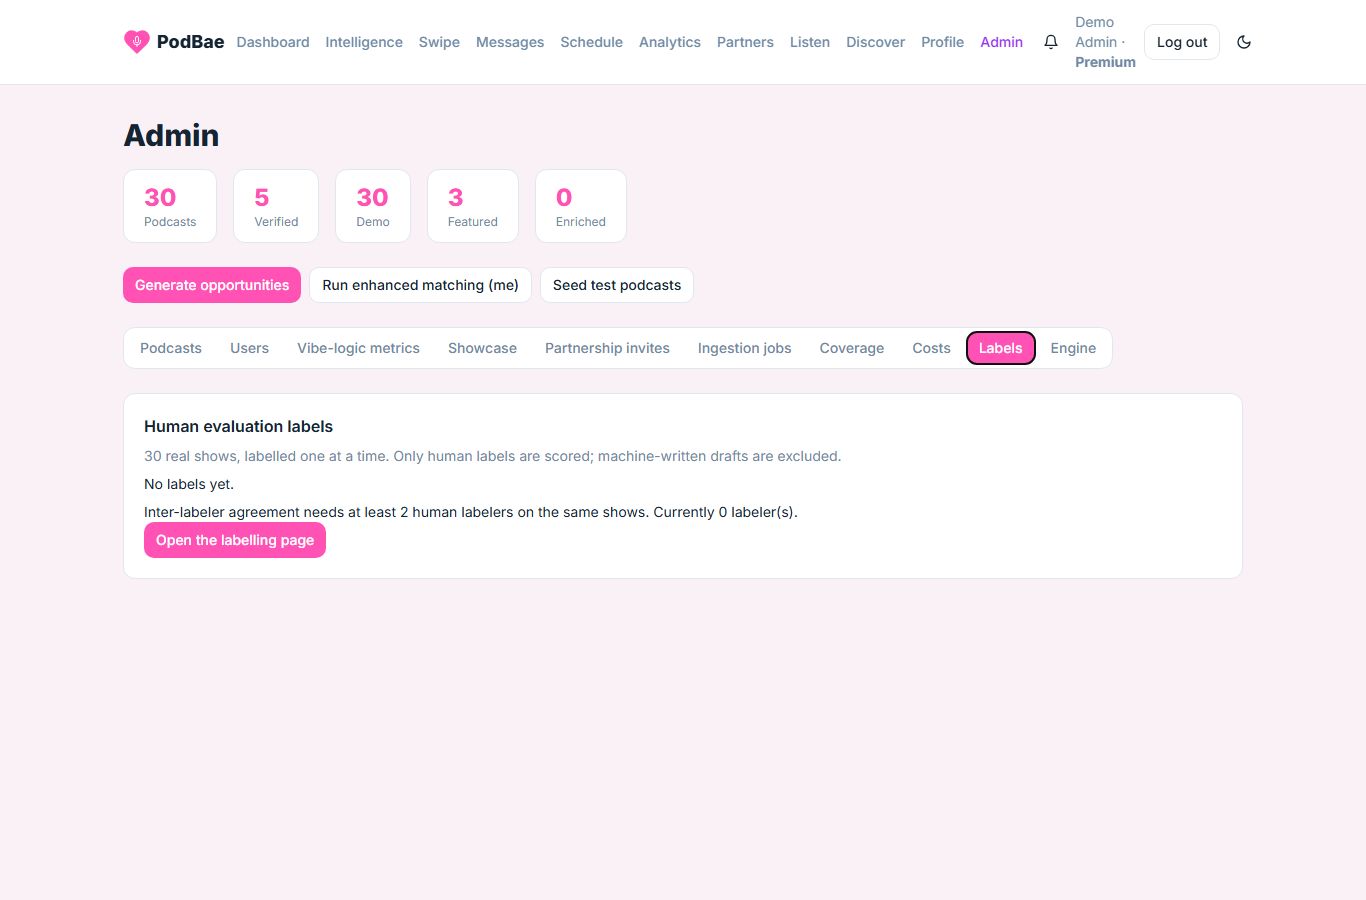 PodBae Dashboard Intelligence Swipe Messages Schedule Analytics Partners Listen Discover Profile Admin
Demo
Admin ·
Premium
Log out
Admin
30
Podcasts
5
Verified
30
Demo
3
Featured
0
Enriched
Generate opportunities
Run enhanced matching (me)
Seed test podcasts
Podcasts Users Vibe-logic metrics Showcase Partnership invites Ingestion jobs Coverage Costs Labels Engine
Human evaluation labels
30 real shows, labelled one at a time. Only human labels are scored; machine-written drafts are excluded.
No labels yet.
Inter-labeler agreement needs at least 2 human labelers on the same shows. Currently 0 labeler(s).
Open the labelling page